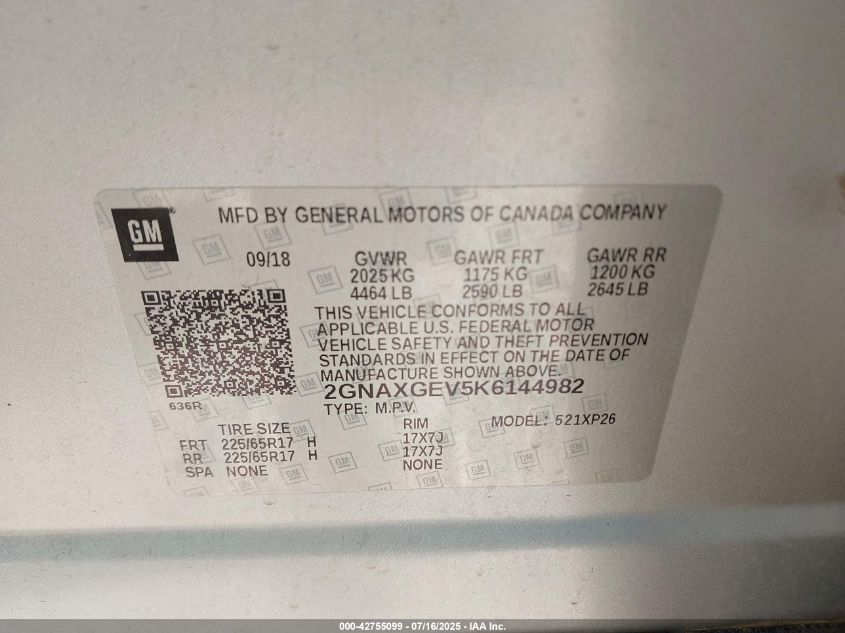 GM
MFD BY GENERAL MOTORS OF CANADA COMPANY
09/18 GVWR GAWR FRT GAWR RR
2025 KG 1175 KG 1200 KG
4464 LB 2590 LB 2645 LB
THIS VEHICLE CONFORMS TO ALL
APPLICABLE U.S. FEDERAL MOTOR
VEHICLE SAFETY AND THEFT PREVENTION
STANDARDS IN EFFECT ON THE DATE OF
MANUFACTURE SHOWN ABOVE.
2GNAXGEV5K6144982
636R
TYPE: M.P.V.
TIRE SIZE RIM MODEL: 521XP26
FRT 225/65R17 H 17X7J
RR 225/65R17 H 17X7J
SPA NONE NONE
000-42755099 - 07/16/2025 - IAA Inc.